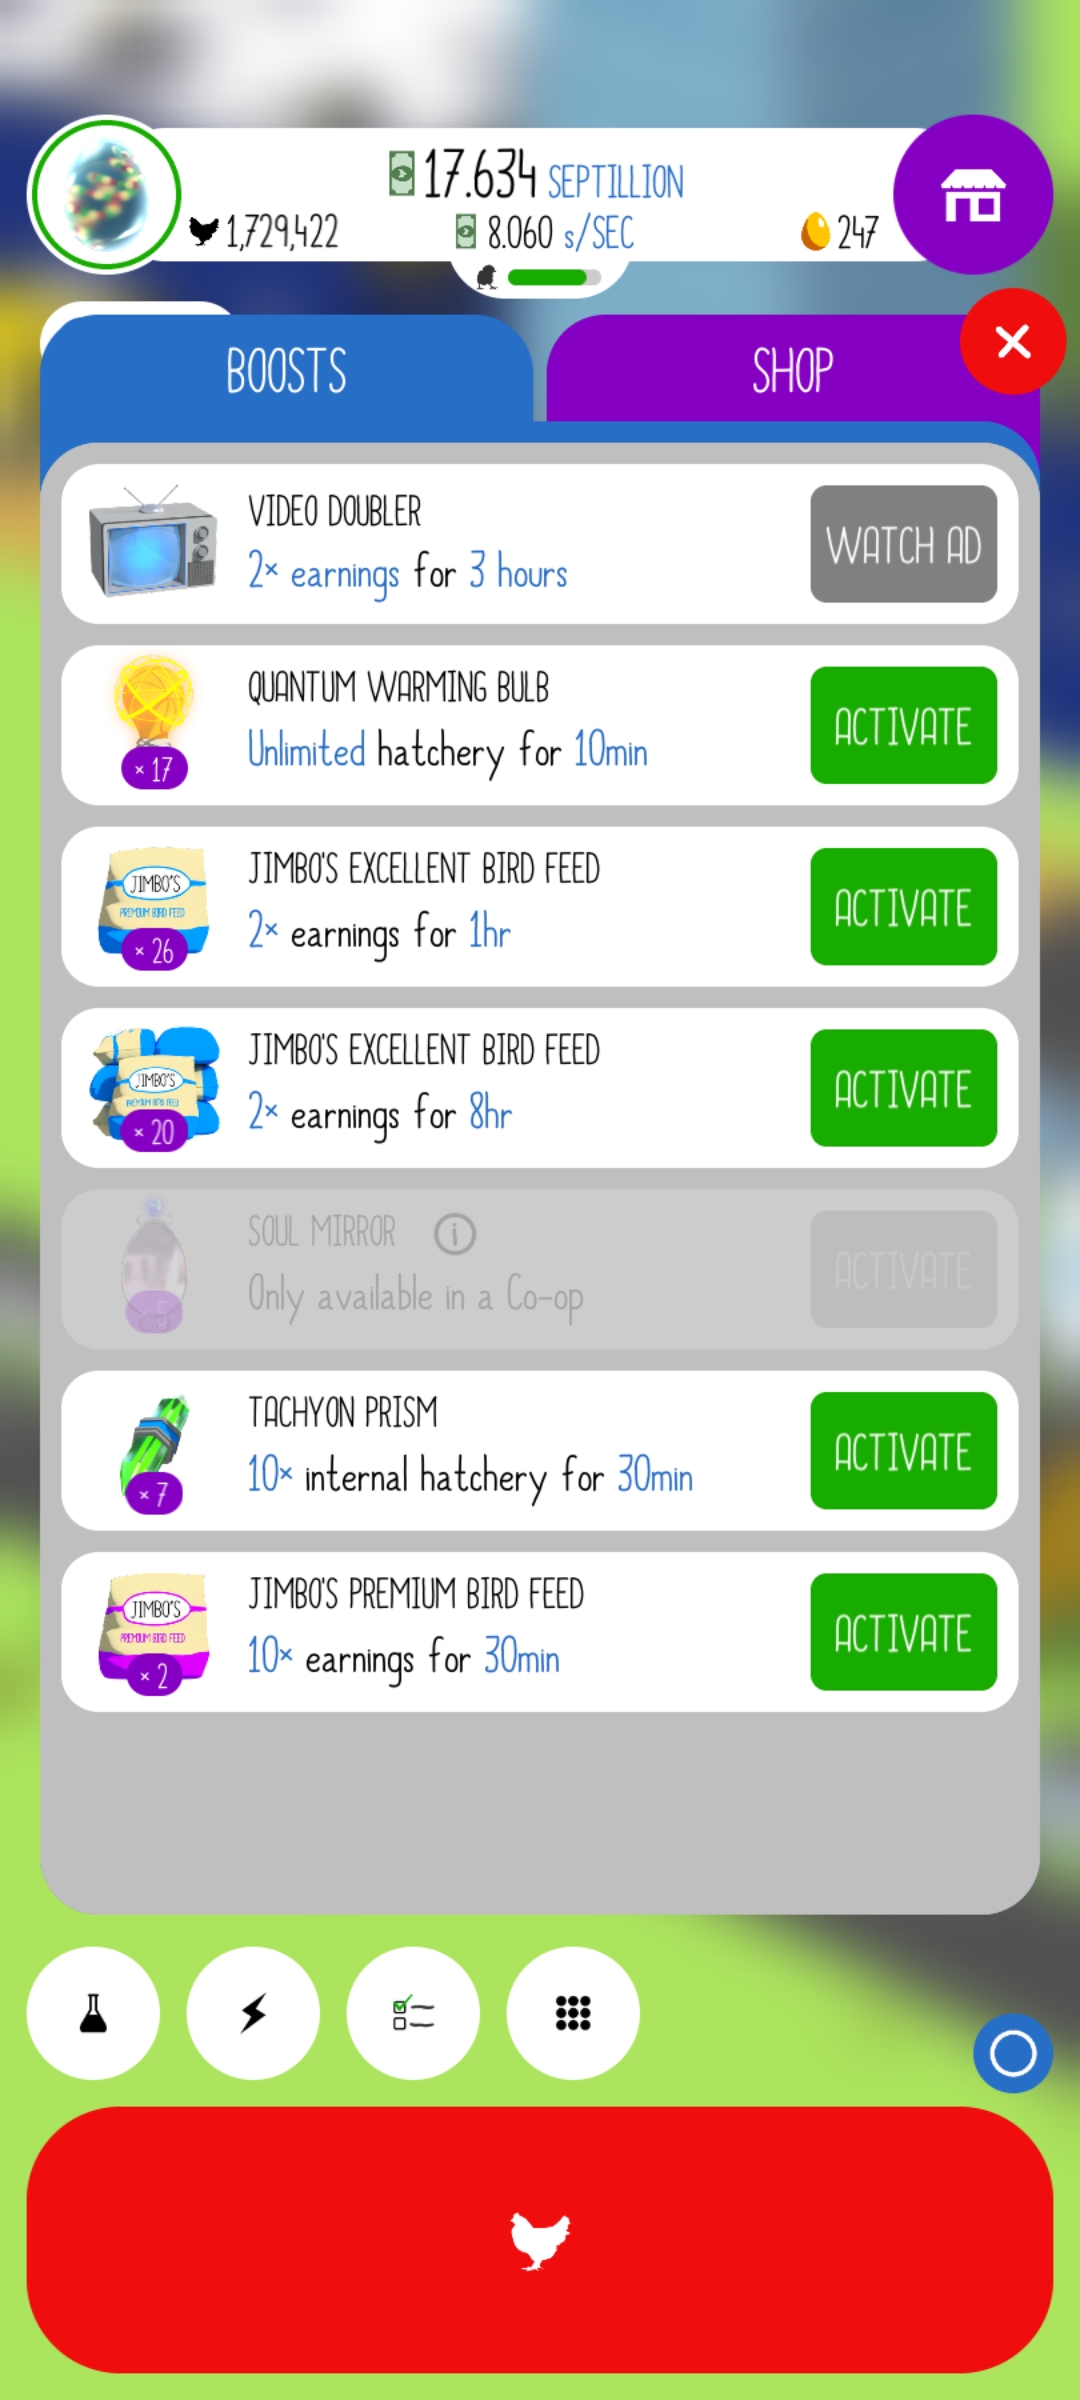 17.634 SEPTILLION
1,729,422
8.060 s/SEC
247
BOOSTS
SHOP
VIDEO DOUBLER
2× earnings for 3 hours
WATCH AD
QUANTUM WARMING BULB
Unlimited hatchery for 10min
× 17
ACTIVATE
JIMBO'S EXCELLENT BIRD FEED
2× earnings for 1hr
JIMBO'S
PREMIUM BIRD FEED
× 26
ACTIVATE
JIMBO'S EXCELLENT BIRD FEED
2× earnings for 8hr
JIMBO'S
PREMIUM BIRD FEED
× 20
ACTIVATE
SOUL MIRROR i
Only available in a Co-op
× 5
ACTIVATE
TACHYON PRISM
10× internal hatchery for 30min
× 7
ACTIVATE
JIMBO'S PREMIUM BIRD FEED
10× earnings for 30min
JIMBO'S
PREMIUM BIRD FEED
× 2
ACTIVATE